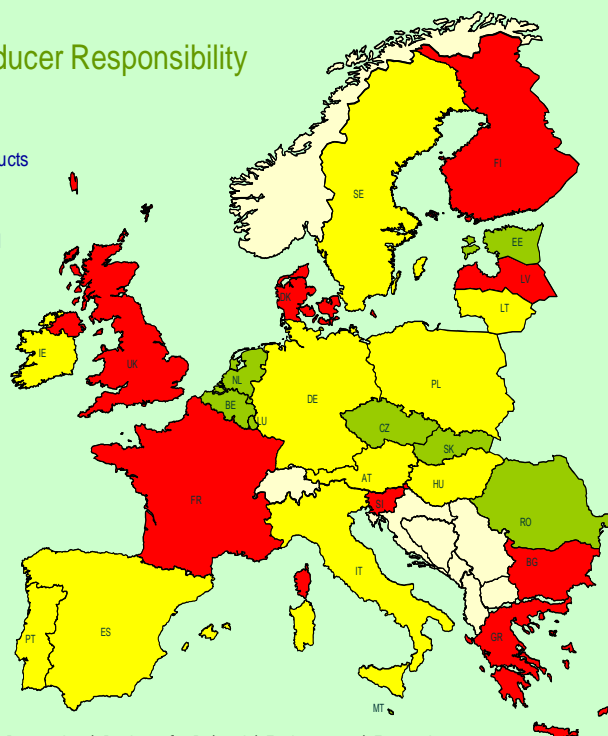 ducer Responsibility
ucts
FI
SE
EE
LV
LT
DK
IE
UK
NL
BE
LU
DE
PL
CZ
SK
AT
HU
FR
SI
RO
IT
BG
PT
ES
GR
MT